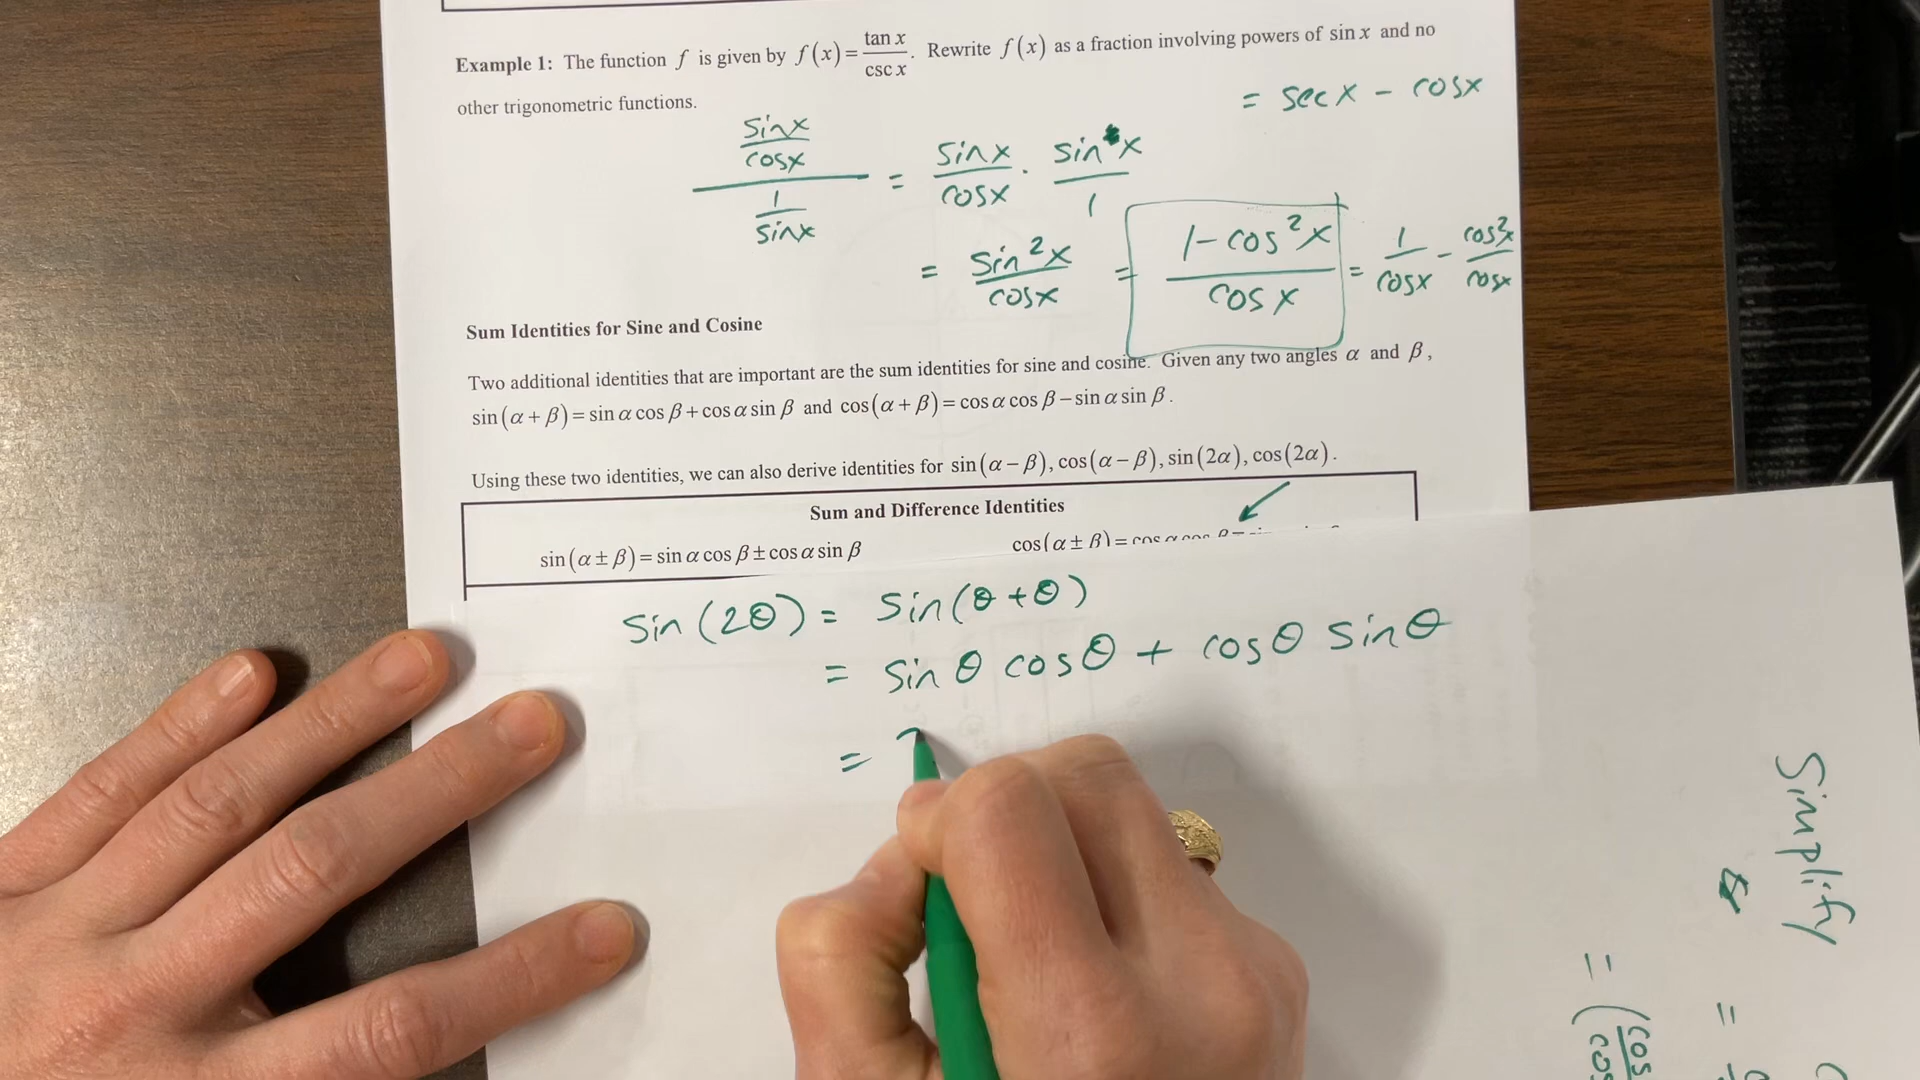 Example 1: The function f is given by f(x) = tan x / csc x. Rewrite f(x) as a fraction involving powers of sin x and no
other trigonometric functions.
= sec x − cos x
(sin x / cos x) / (1 / sin x) = sin x / cos x · sin x / 1
= sin²x / cos x = (1 − cos²x) / cos x = 1 / cos x − cos²x / cos x
Sum Identities for Sine and Cosine
Two additional identities that are important are the sum identities for sine and cosine. Given any two angles α and β,
sin(α + β) = sin α cos β + cos α sin β and cos(α + β) = cos α cos β − sin α sin β.
Using these two identities, we can also derive identities for sin(α − β), cos(α − β), sin(2α), cos(2α).
Sum and Difference Identities
sin(α ± β) = sin α cos β ± cos α sin β
cos(α ± β) = cos α cos β
sin(2θ) = sin(θ + θ)
= sin θ cos θ + cos θ sin θ
=
Simplify
=
= (cos